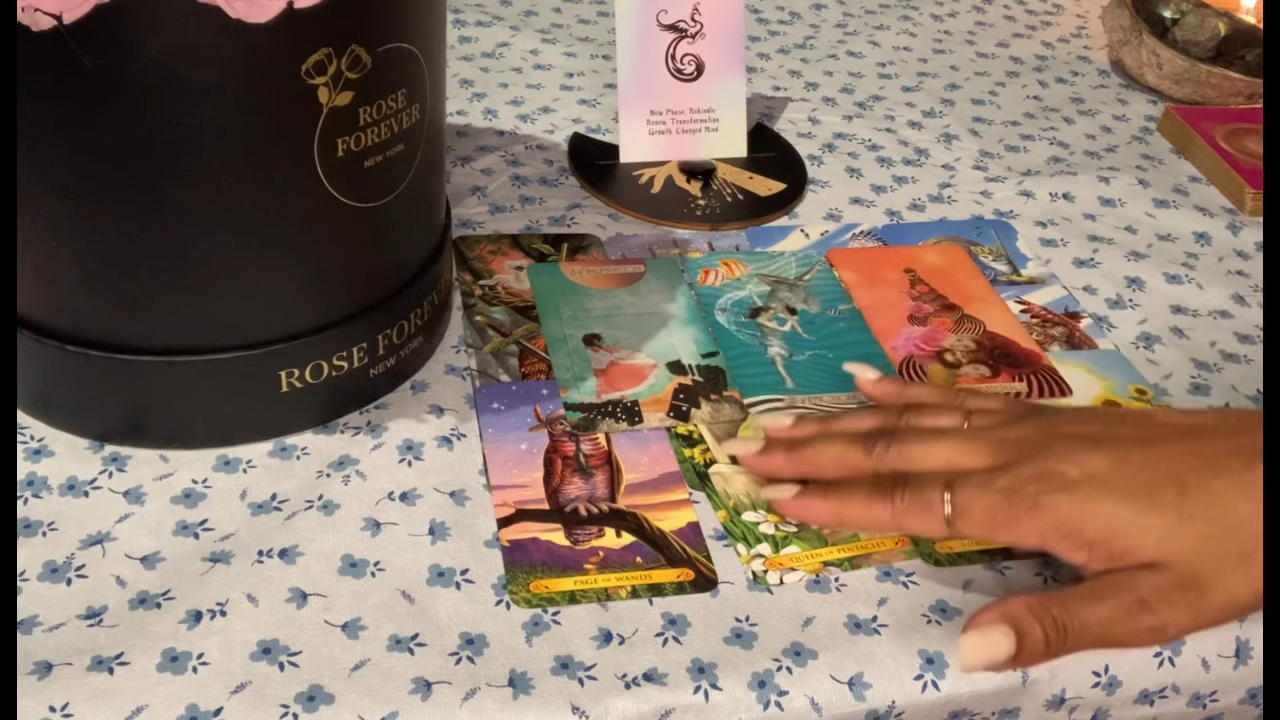 ROSE
FOREVER
NEW YORK
ROSE FOREVER
NEW YORK
New Phase Rekindle
Renew Transformation
Growth Changed Mind
PAGE OF WANDS
QUEEN OF PENTACLES